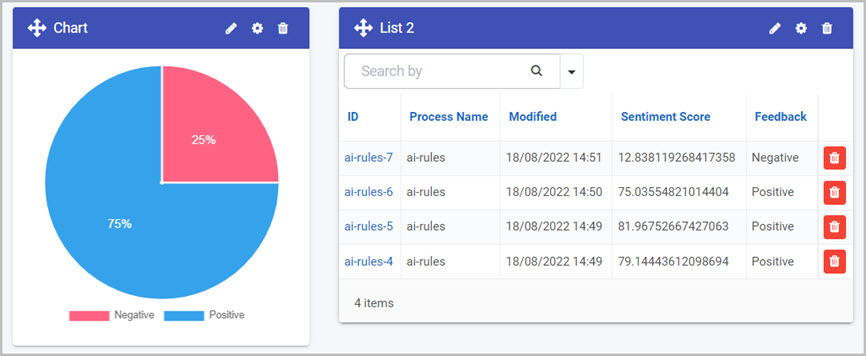 Chart
25%
75%
Negative Positive
List 2
Search by
ID Process Name Modified Sentiment Score Feedback
ai-rules-7 ai-rules 18/08/2022 14:51 12.838119268417358 Negative
ai-rules-6 ai-rules 18/08/2022 14:50 75.03554821014404 Positive
ai-rules-5 ai-rules 18/08/2022 14:49 81.96752667427063 Positive
ai-rules-4 ai-rules 18/08/2022 14:49 79.14443612098694 Positive
4 items